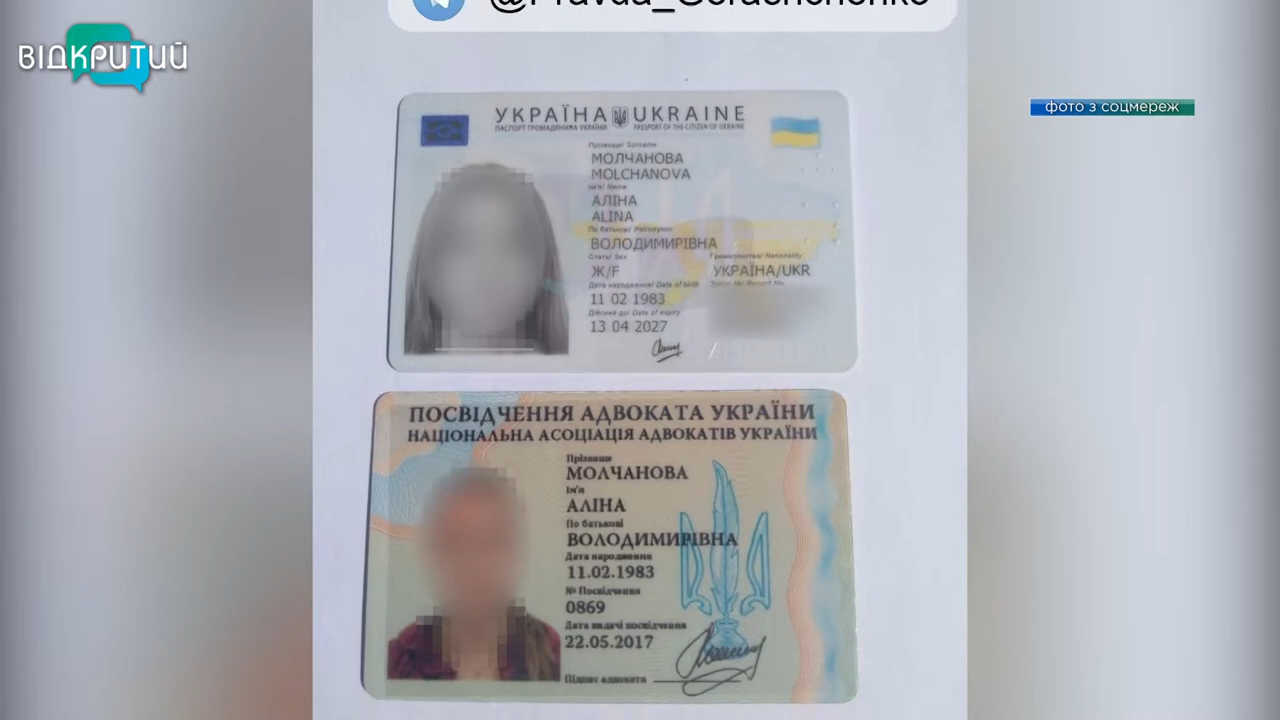 ВІДКРИТИЙ
фото з соцмереж
УКРАЇНА UKRAINE
ПАСПОРТ ГРОМАДЯНИНА УКРАЇНИ PASSPORT OF THE CITIZEN OF UKRAINE
Прізвище/ Surname
МОЛЧАНОВА
MOLCHANOVA
Ім'я/ Name
АЛІНА
ALINA
По батькові/ Patronymic
ВОЛОДИМИРІВНА
Стать/ Sex Громадянство/ Nationality
Ж/F УКРАЇНА/UKR
Дата народження/ Date of birth
11 02 1983
Дійсний до/ Date of expiry
13 04 2027
ПОСВІДЧЕННЯ АДВОКАТА УКРАЇНИ
НАЦІОНАЛЬНА АСОЦІАЦІЯ АДВОКАТІВ УКРАЇНИ
Прізвище
МОЛЧАНОВА
Ім'я
АЛІНА
По батькові
ВОЛОДИМИРІВНА
Дата народження
11.02.1983
№ Посвідчення
0869
Дата видачі посвідчення
22.05.2017
Підпис адвоката